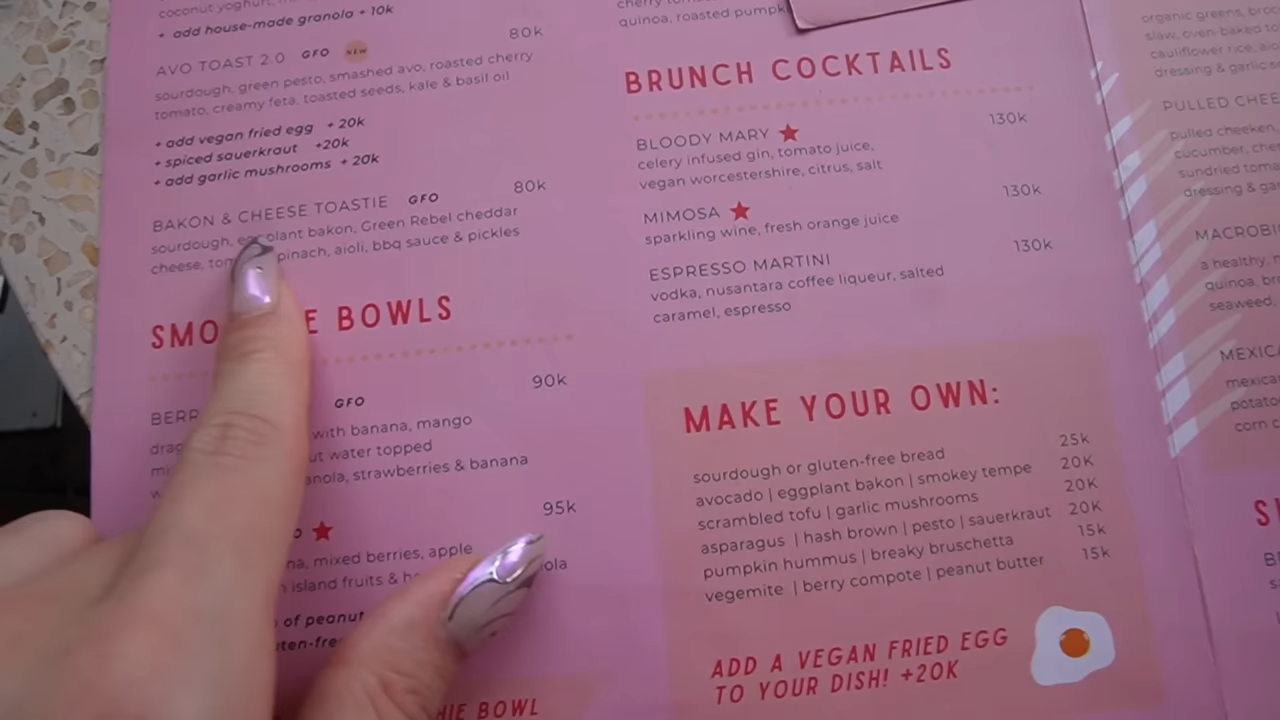 coconut yoghurt,
+ add house-made granola + 10k
AVO TOAST 2.0 GFO NEW 80k
sourdough, green pesto, smashed avo, roasted cherry
tomato, creamy feta, toasted seeds, kale & basil oil
+ add vegan fried egg + 20k
+ spiced sauerkraut +20k
+ add garlic mushrooms + 20k
BAKON & CHEESE TOASTIE GFO 80k
sourdough, eggplant bakon, Green Rebel cheddar
cheese, spinach, aioli, bbq sauce & pickles
SMOOTHIE BOWLS
GFO 90k
with banana, mango
water topped
strawberries & banana
95k
mixed berries, apple
island fruits &
of peanut
BOWL
cherry
quinoa, roasted
BRUNCH COCKTAILS
BLOODY MARY 130k
celery infused gin, tomato juice,
vegan worcestershire, citrus, salt
MIMOSA 130k
sparkling wine, fresh orange juice
ESPRESSO MARTINI 130k
vodka, nusantara coffee liqueur, salted
caramel, espresso
MAKE YOUR OWN:
sourdough or gluten-free bread 25k
avocado | eggplant bakon | smokey tempe 20K
scrambled tofu | garlic mushrooms 20K
asparagus | hash brown | pesto | sauerkraut 20K
pumpkin hummus | breaky bruschetta 15k
vegemite | berry compote | peanut butter 15k
ADD A VEGAN FRIED EGG
TO YOUR DISH! +20K
organic greens,
slaw, oven-baked
cauliflower rice,
dressing & garlic
PULLED
pulled cheeken,
cucumber,
sundried
dressing &
a healthy,
quinoa,
seaweed,
corn